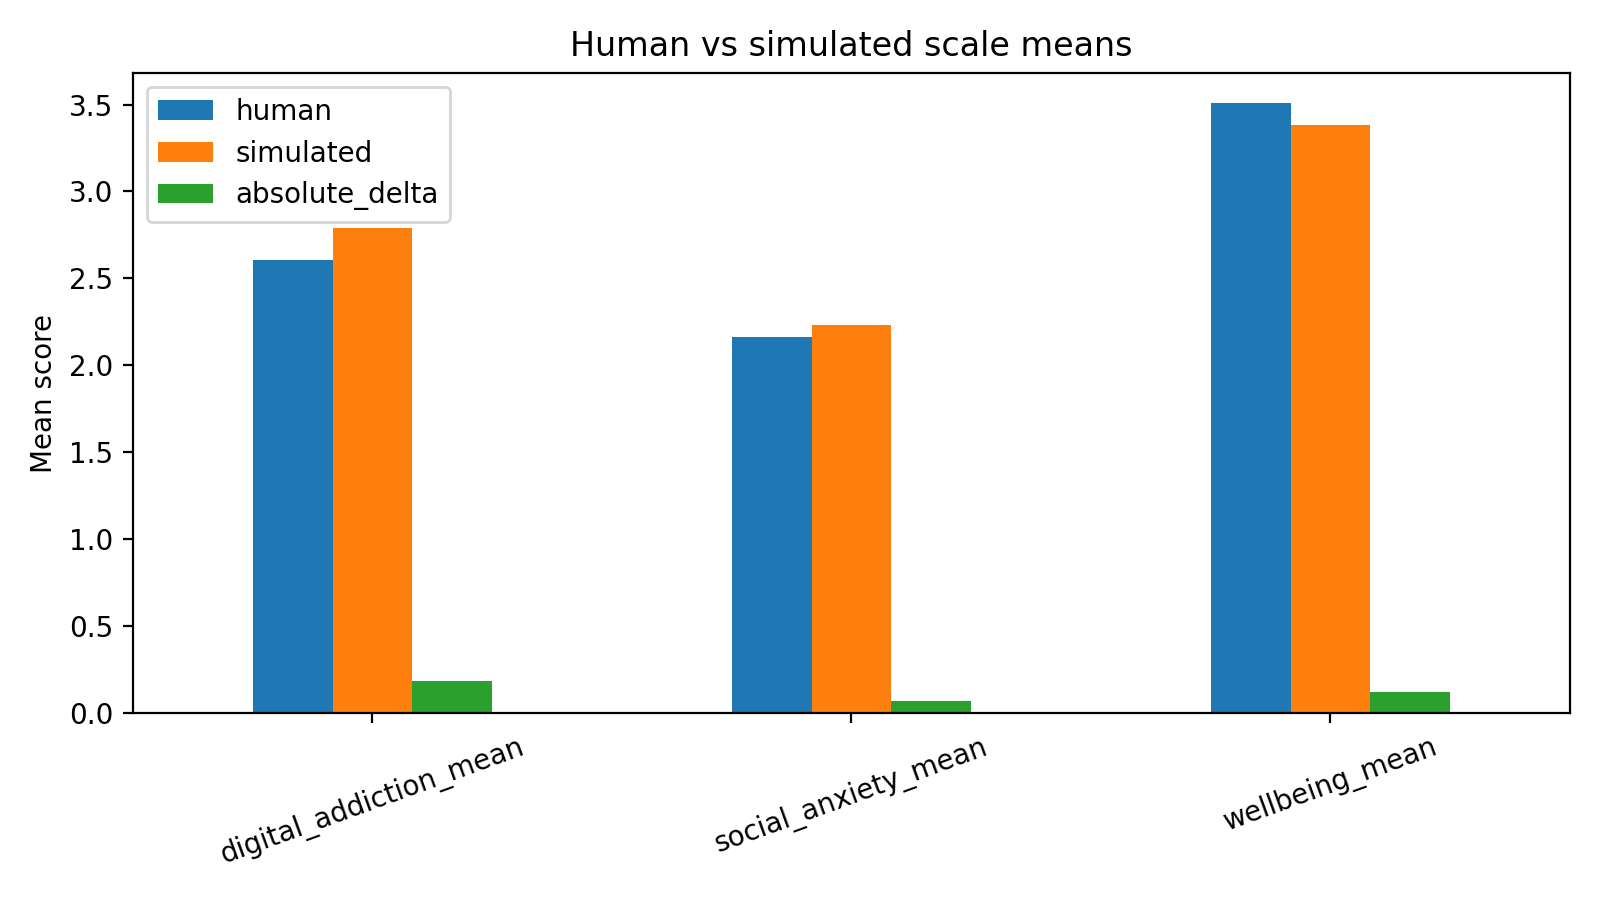 Human vs simulated scale means
human
simulated
absolute_delta
Mean score
3.5
3.0
2.5
2.0
1.5
1.0
0.5
0.0
digital_addiction_mean
social_anxiety_mean
wellbeing_mean